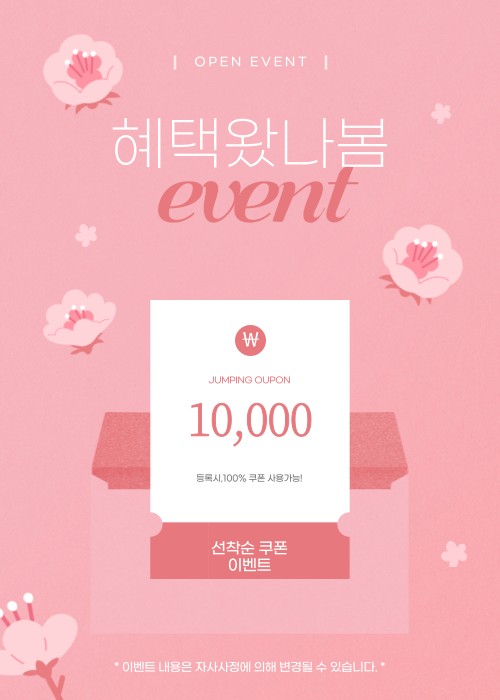 | OPEN EVENT |
혜택왔나봄
event
₩
JUMPING OUPON
10,000
등록시,100% 쿠폰 사용가능!
선착순 쿠폰
이벤트
* 이벤트 내용은 자사사정에 의해 변경될 수 있습니다. *